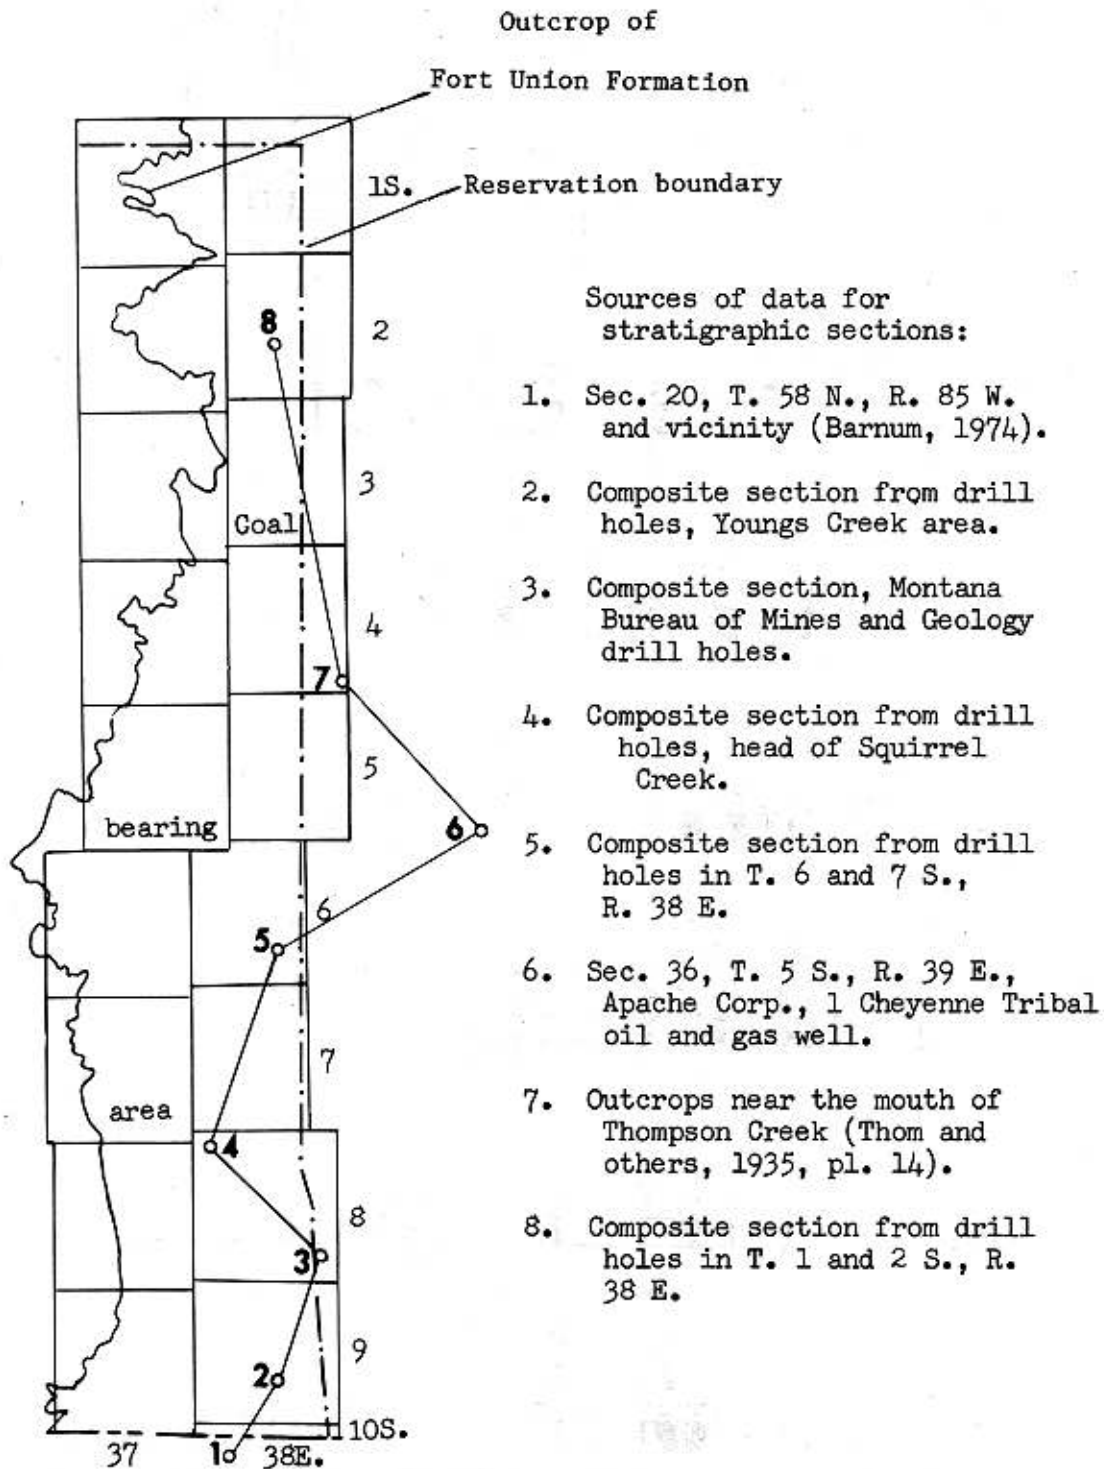 Outcrop of
Fort Union Formation
1S.
Reservation boundary
2
8
3
Coal
4
7
5
bearing
6
6
5
7
area
4
8
3
9
2
10S.
1
37
38E.
Sources of data for
stratigraphic sections:
1. Sec. 20, T. 58 N., R. 85 W.
and vicinity (Barnum, 1974).
2. Composite section from drill
holes, Youngs Creek area.
3. Composite section, Montana
Bureau of Mines and Geology
drill holes.
4. Composite section from drill
holes, head of Squirrel
Creek.
5. Composite section from drill
holes in T. 6 and 7 S.,
R. 38 E.
6. Sec. 36, T. 5 S., R. 39 E.,
Apache Corp., 1 Cheyenne Tribal
oil and gas well.
7. Outcrops near the mouth of
Thompson Creek (Thom and
others, 1935, pl. 14).
8. Composite section from drill
holes in T. 1 and 2 S., R.
38 E.